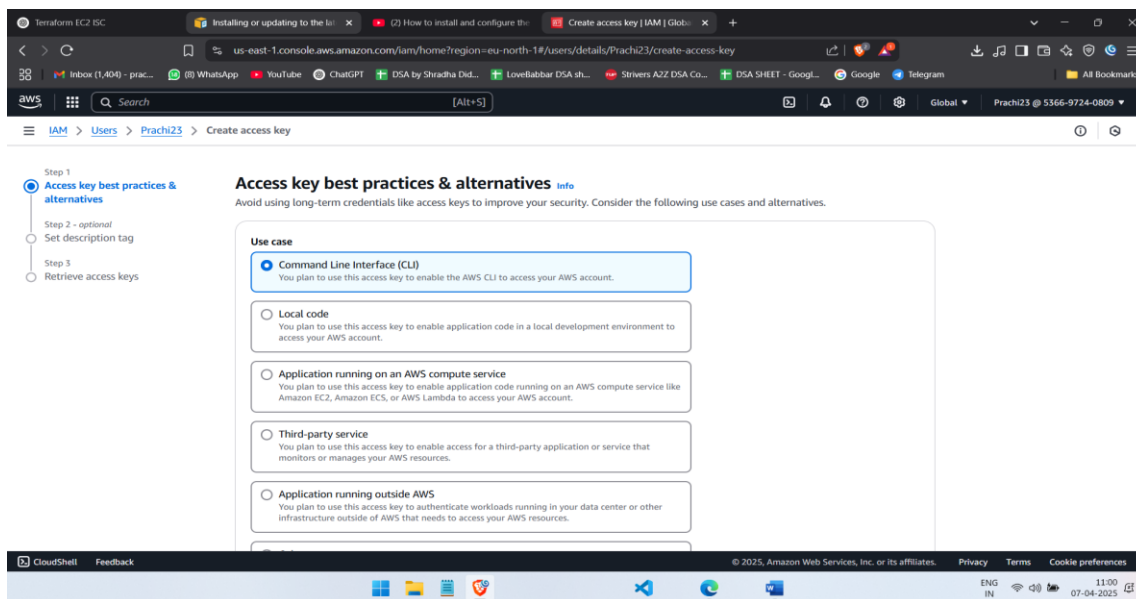 Terraform EC2 ISC
Installing or updating to the lat
(2) How to install and configure the
Create access key | IAM | Globa
us-east-1.console.aws.amazon.com/iam/home?region=eu-north-1#/users/details/Prachi23/create-access-key
Inbox (1,404) - prac...
(8) WhatsApp
YouTube
ChatGPT
DSA by Shradha Did...
LoveBabbar DSA sh...
Strivers A2Z DSA Co...
DSA SHEET - Googl...
Google
Telegram
All Bookmark
aws
Search
[Alt+S]
Global
Prachi23 @ 5366-9724-0809
IAM > Users > Prachi23 > Create access key
Step 1
Access key best practices &
alternatives
Step 2 - optional
Set description tag
Step 3
Retrieve access keys
Access key best practices & alternatives Info
Avoid using long-term credentials like access keys to improve your security. Consider the following use cases and alternatives.
Use case
Command Line Interface (CLI)
You plan to use this access key to enable the AWS CLI to access your AWS account.
Local code
You plan to use this access key to enable application code in a local development environment to
access your AWS account.
Application running on an AWS compute service
You plan to use this access key to enable application code running on an AWS compute service like
Amazon EC2, Amazon ECS, or AWS Lambda to access your AWS account.
Third-party service
You plan to use this access key to enable access for a third-party application or service that
monitors or manages your AWS resources.
Application running outside AWS
You plan to use this access key to authenticate workloads running in your data center or other
infrastructure outside of AWS that needs to access your AWS resources.
CloudShell
Feedback
© 2025, Amazon Web Services, Inc. or its affiliates.
Privacy
Terms
Cookie preferences
ENG
IN
11:00
07-04-2025